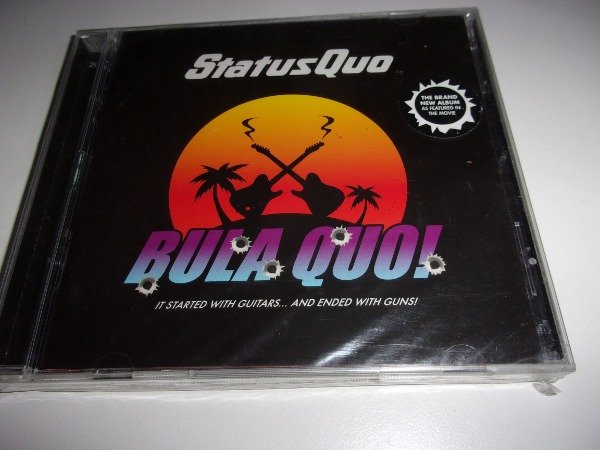 StatusQuo
THE BRAND
NEW ALBUM
AS FEATURED IN
THE MOVIE
BULA QUO!
IT STARTED WITH GUITARS... AND ENDED WITH GUNS!